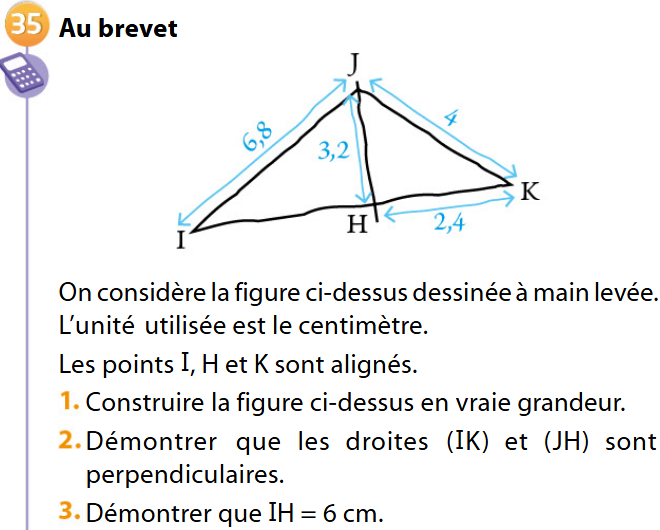 35 Au brevet
J
6,8
4
3,2
K
H
2,4
I
On considère la figure ci-dessus dessinée à main levée.
L'unité utilisée est le centimètre.
Les points I, H et K sont alignés.
1. Construire la figure ci-dessus en vraie grandeur.
2. Démontrer que les droites (IK) et (JH) sont
perpendiculaires.
3. Démontrer que IH = 6 cm.